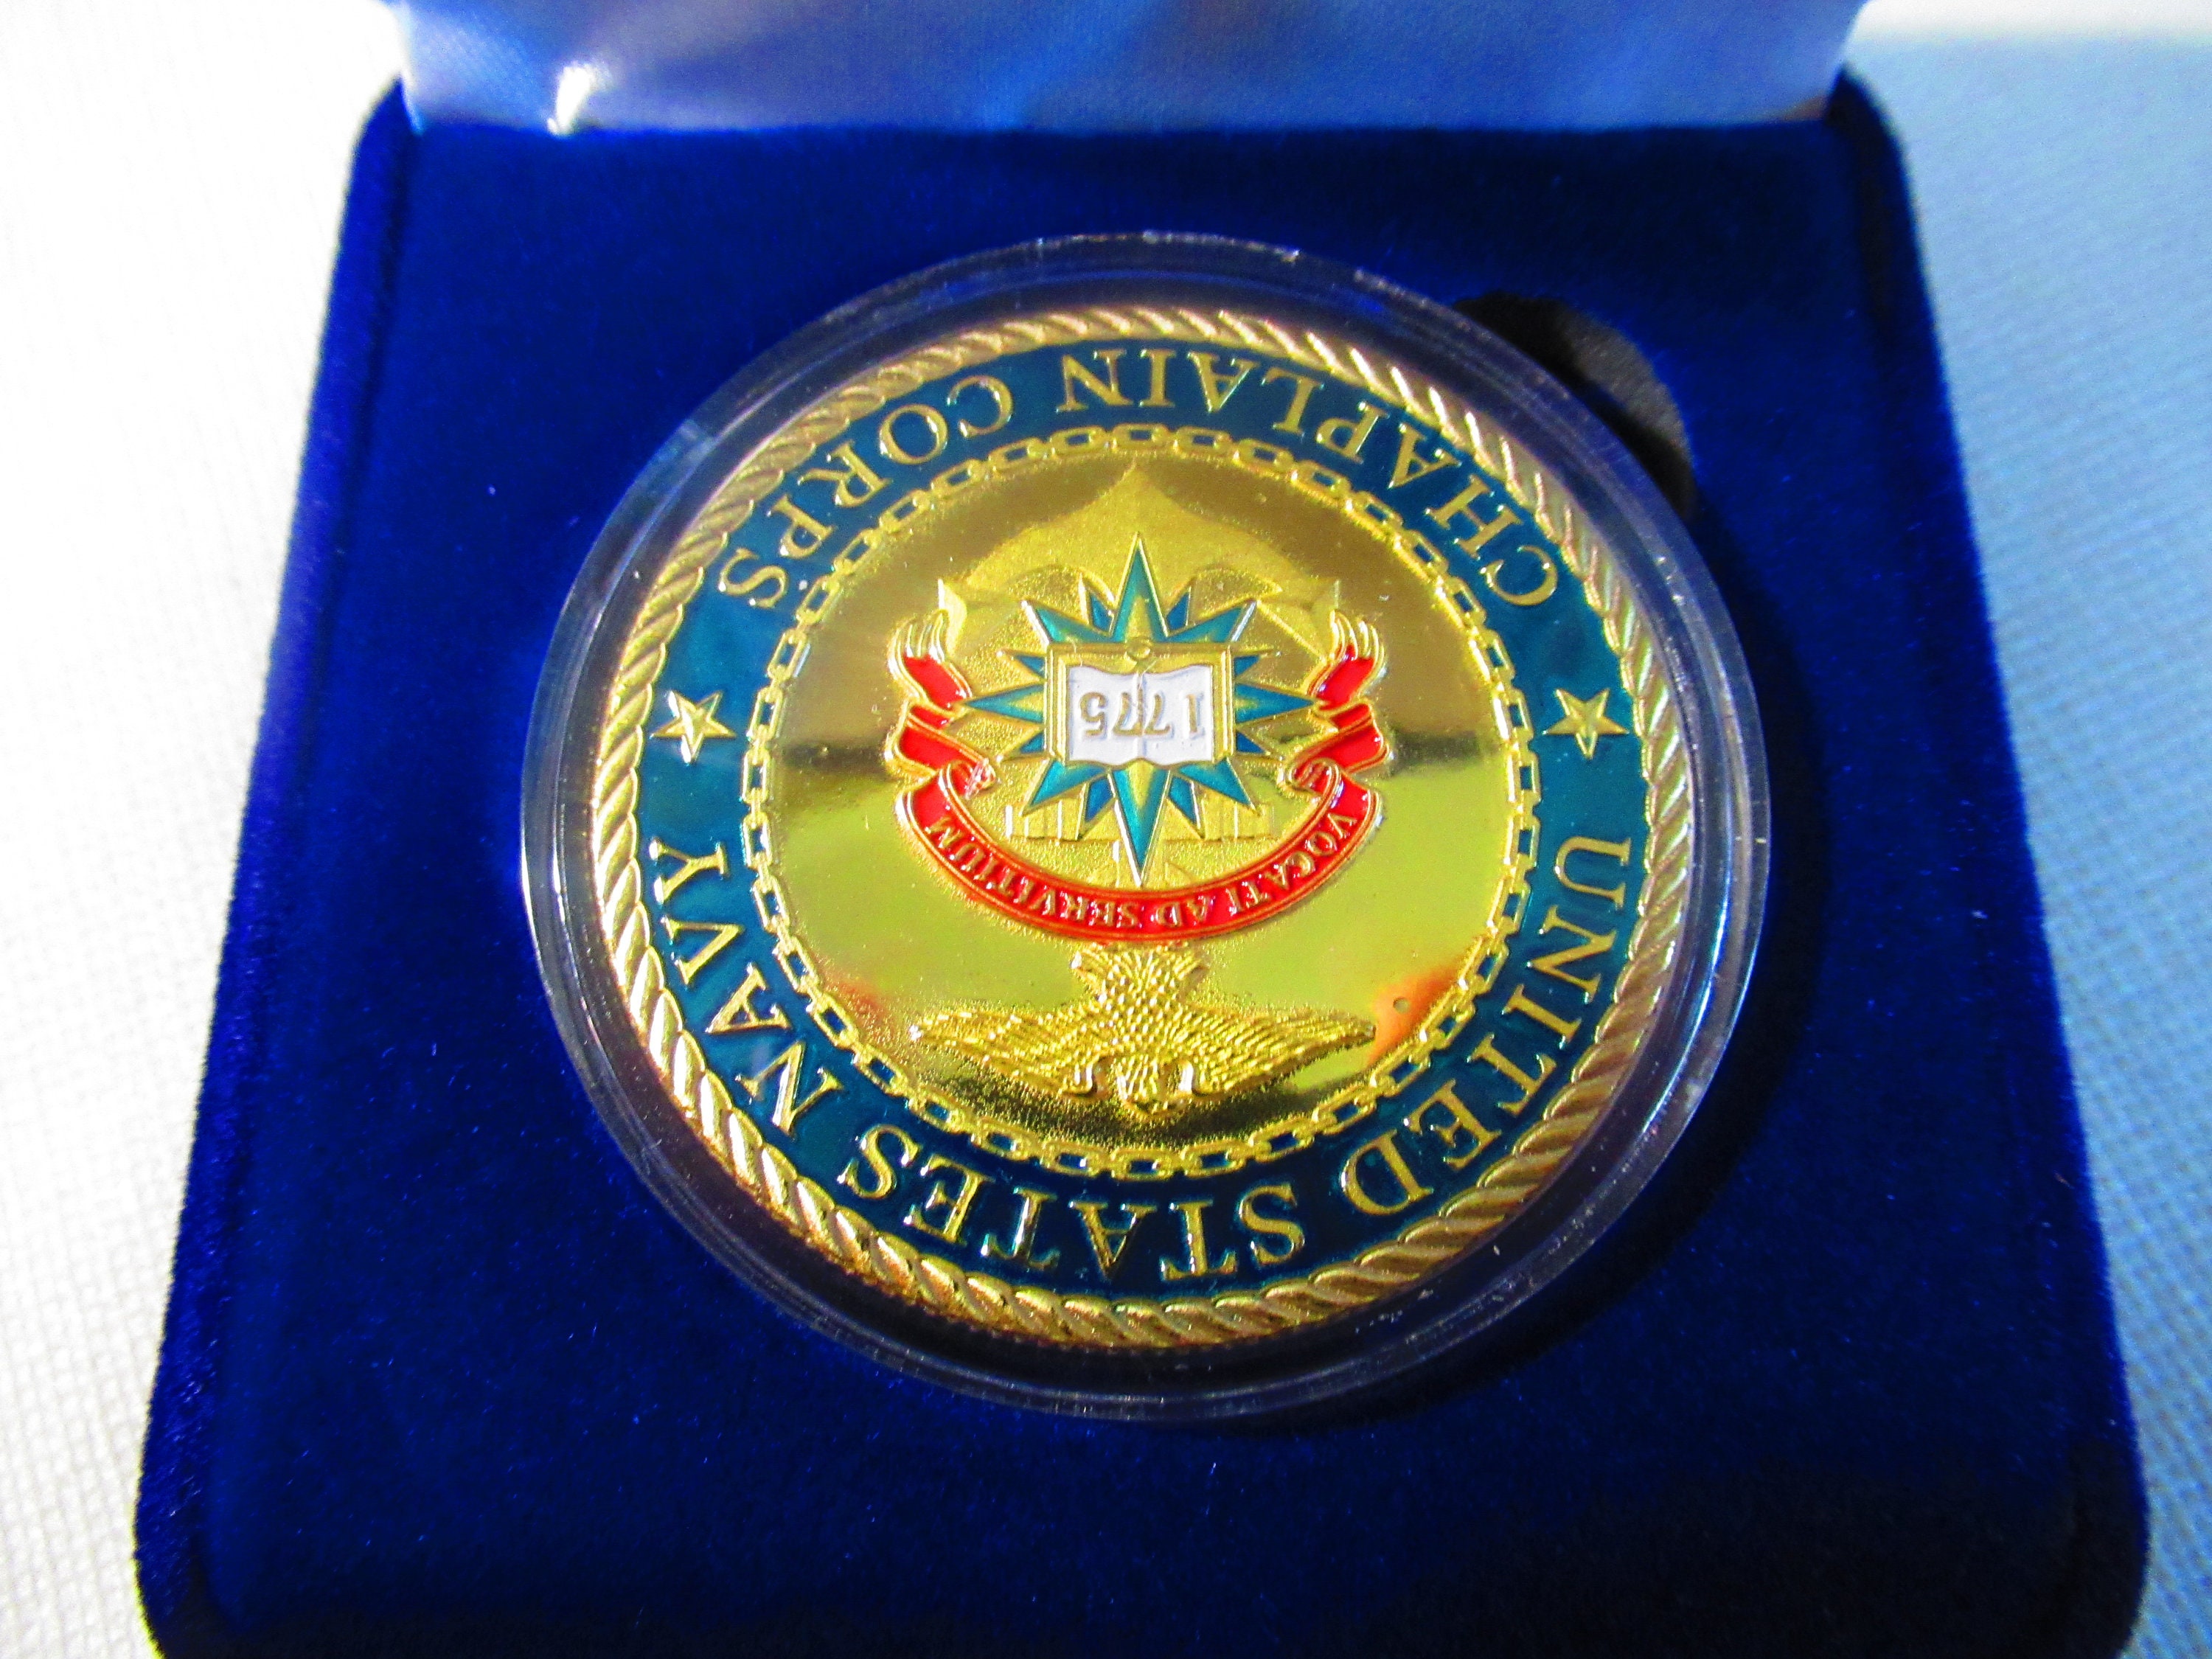 UNITED STATES NAVY
VOCATI AD SERVITIUM
1775
CHAPLAIN CORPS